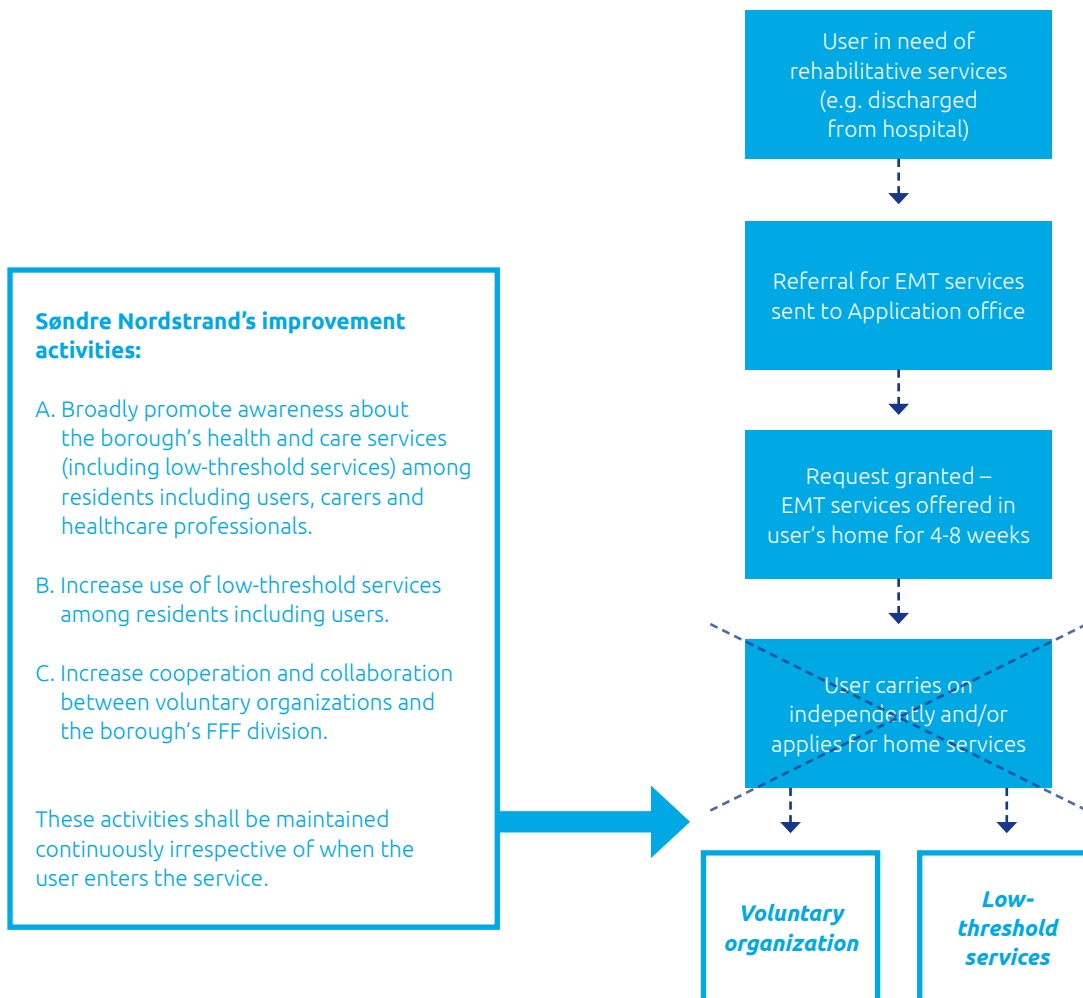 User in need of
rehabilitative services
(e.g. discharged
from hospital)
Referral for EMT services
sent to Application office
Request granted –
EMT services offered in
user’s home for 4-8 weeks
User carries on
independently and/or
applies for home services
Voluntary
organization
Low-
threshold
services
Søndre Nordstrand’s improvement
activities:
A. Broadly promote awareness about
the borough’s health and care services
(including low-threshold services) among
residents including users, carers and
healthcare professionals.
B. Increase use of low-threshold services
among residents including users.
C. Increase cooperation and collaboration
between voluntary organizations and
the borough’s FFF division.
These activities shall be maintained
continuously irrespective of when the
user enters the service.